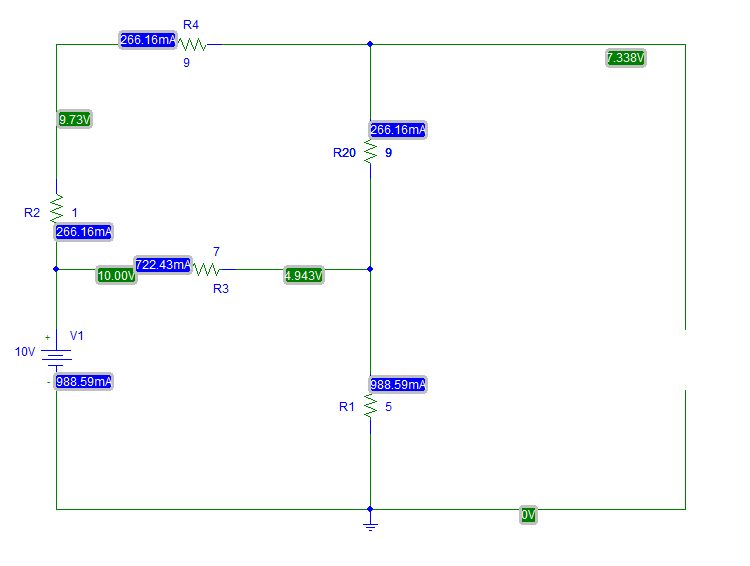 R4
266.16mA
9
7.338V
9.73V
266.16mA
R20 9
R2 1
266.16mA
7
722.43mA
10.00V
4.943V
R3
+ V1
10V
- 988.59mA
988.59mA
R1 5
0V